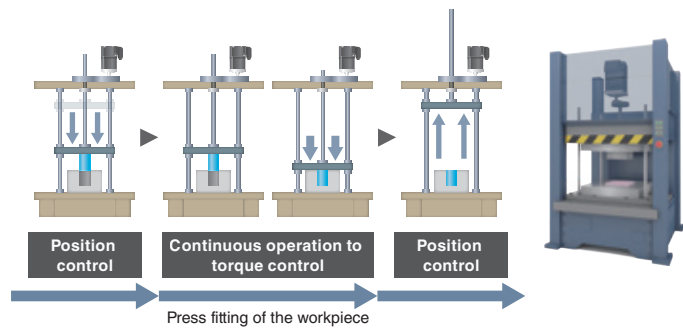 Position
control
Continuous operation to
torque control
Position
control
Press fitting of the workpiece